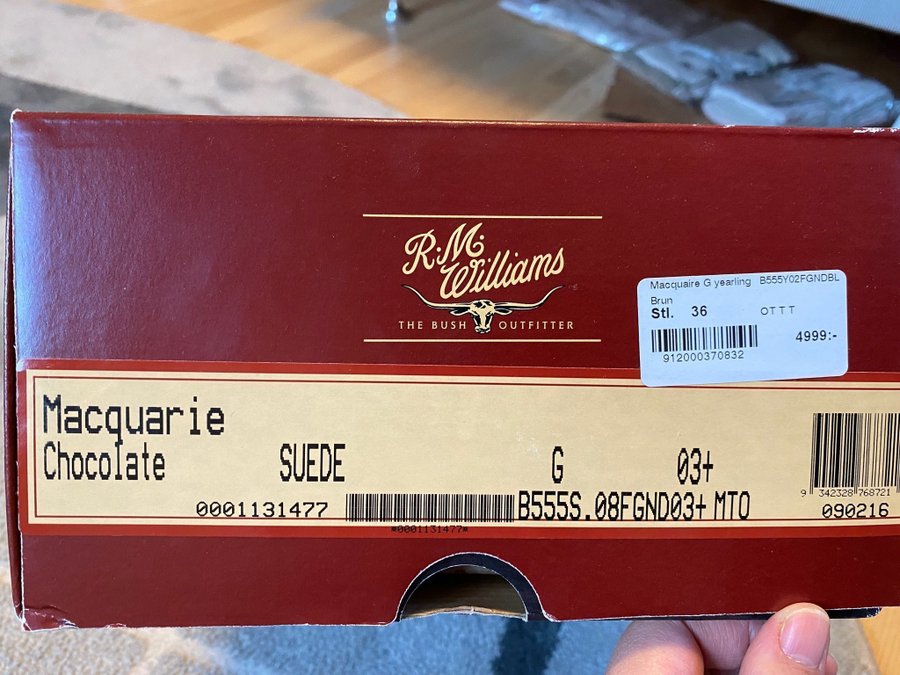 R.M.
Williams
THE BUSH OUTFITTER
Macquaire G yearling B555Y02FGNDBL
Brun
Stl. 36 OTTT
4999:-
912000370832
Macquarie
Chocolate SUEDE G 03+
9 342328 768721
0001131477 B555S.08FGND03+ MTO 090216
*0001131477*